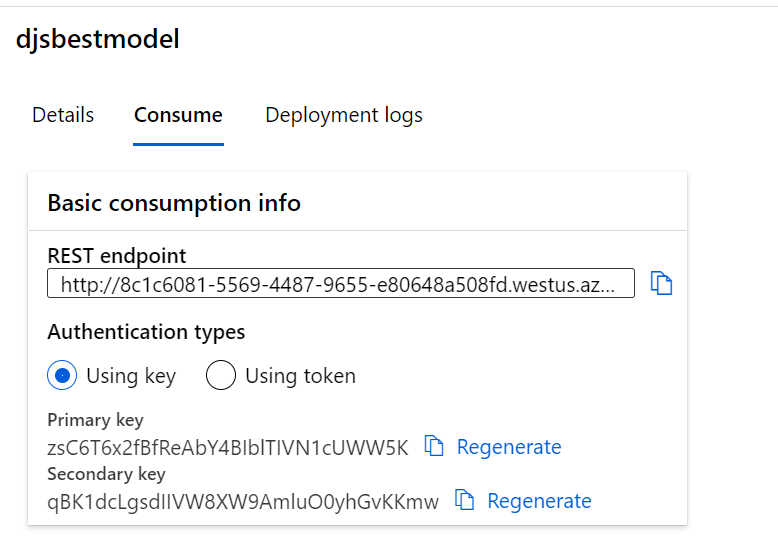 djsbestmodel
Details Consume Deployment logs
Basic consumption info
REST endpoint
http://8c1c6081-5569-4487-9655-e80648a508fd.westus.az...
Authentication types
Using key Using token
Primary key
zsC6T6x2fBfReAbY4BIblTIVN1cUWW5K Regenerate
Secondary key
qBK1dcLgsdIIVW8XW9AmluO0yhGvKKmw Regenerate